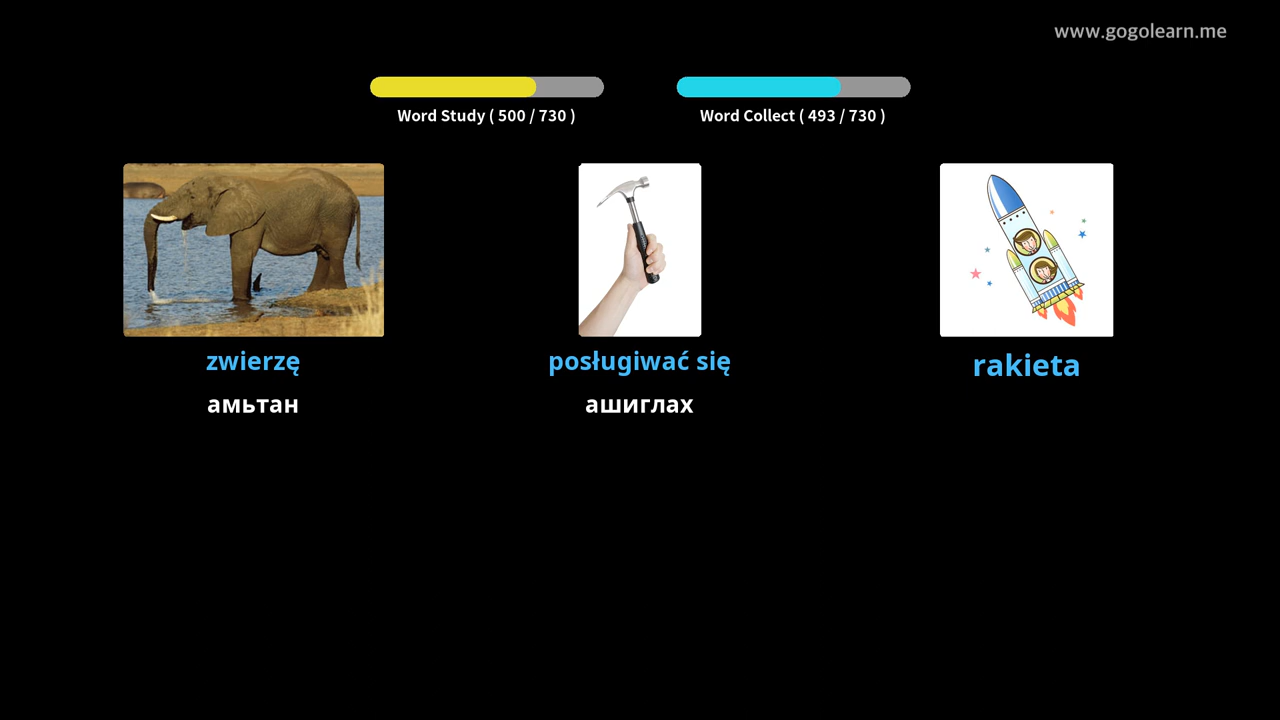 www.gogolearn.me
Word Study ( 500 / 730 )
Word Collect ( 493 / 730 )
zwierzę
posługiwać się
rakieta
амьтан
ашиглах